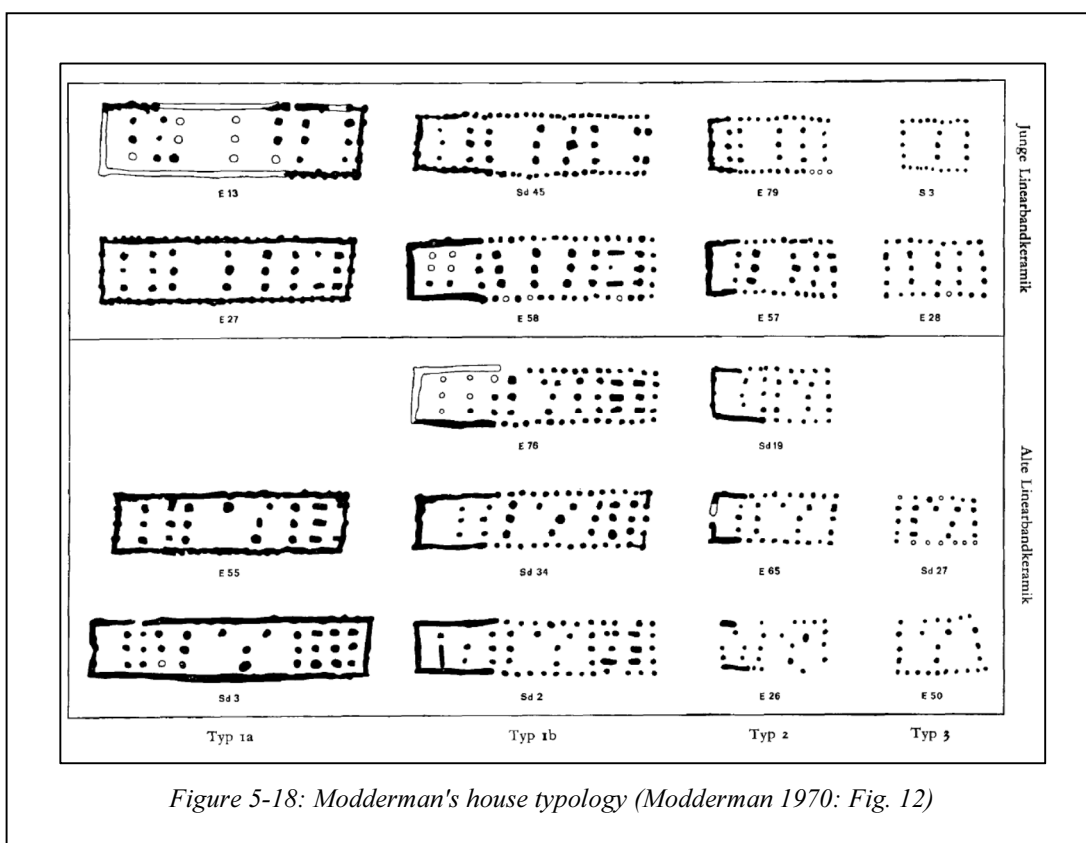 E 13 Sd 45 E 79 S 3
E 27 E 58 E 57 E 28
Junge Linearbandkeramik
E 76 Sd 19
E 55 Sd 34 E 65 Sd 27
Sd 3 Sd 2 E 26 E 50
Alte Linearbandkeramik
Typ 1a Typ 1b Typ 2 Typ 3
Figure 5-18: Modderman's house typology (Modderman 1970: Fig. 12)